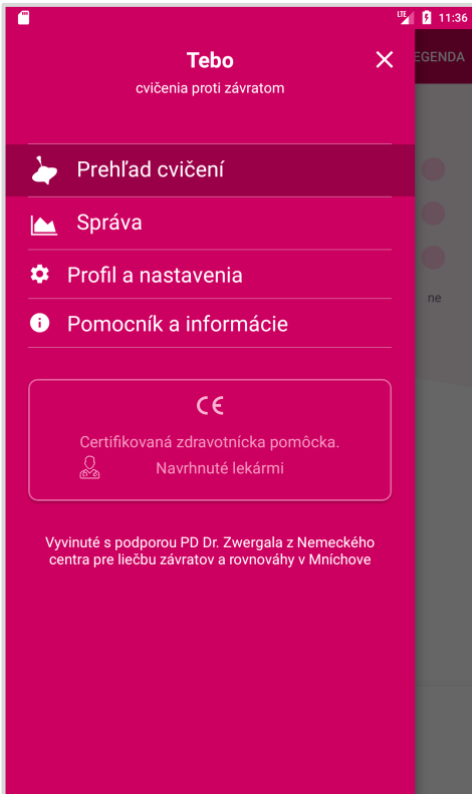 LTE 11:36
Tebo
EGENDA
cvičenia proti závratom
Prehľad cvičení
Správa
Profil a nastavenia
ne
Pomocník a informácie
CE
Certifikovaná zdravotnícka pomôcka.
Navrhnuté lekármi
Vyvinuté s podporou PD Dr. Zwergala z Nemeckého
centra pre liečbu závratov a rovnováhy v Mníchove